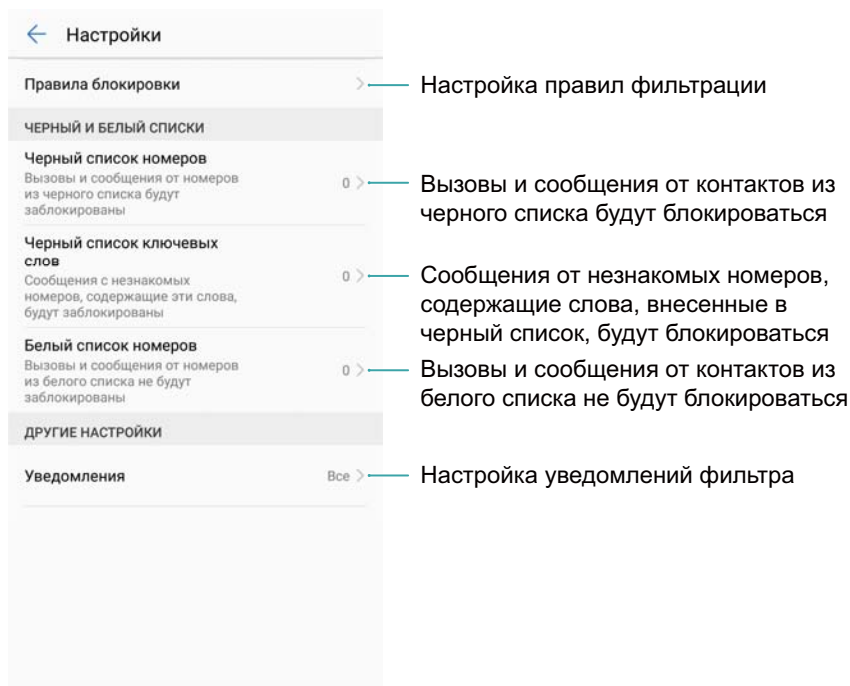 Настройки
Правила блокировки
Настройка правил фильтрации
ЧЕРНЫЙ И БЕЛЫЙ СПИСКИ
Черный список номеров
Вызовы и сообщения от номеров
из черного списка будут
заблокированы
0
Вызовы и сообщения от контактов из
черного списка будут блокироваться
Черный список ключевых
слов
Сообщения с незнакомых
номеров, содержащие эти слова,
будут заблокированы
0
Сообщения от незнакомых номеров,
содержащие слова, внесенные в
черный список, будут блокироваться
Белый список номеров
Вызовы и сообщения от номеров
из белого списка не будут
заблокированы
0
Вызовы и сообщения от контактов из
белого списка не будут блокироваться
ДРУГИЕ НАСТРОЙКИ
Уведомления
Все
Настройка уведомлений фильтра